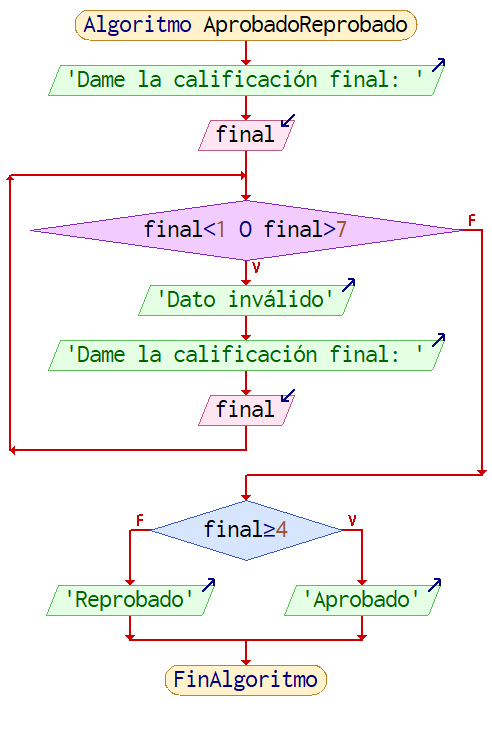 Algoritmo AprobadoReprobado
'Dame la calificación final: '
final
final<1 O final>7
F
V
'Dato inválido'
'Dame la calificación final: '
final
final≥4
F
V
'Reprobado'
'Aprobado'
FinAlgoritmo